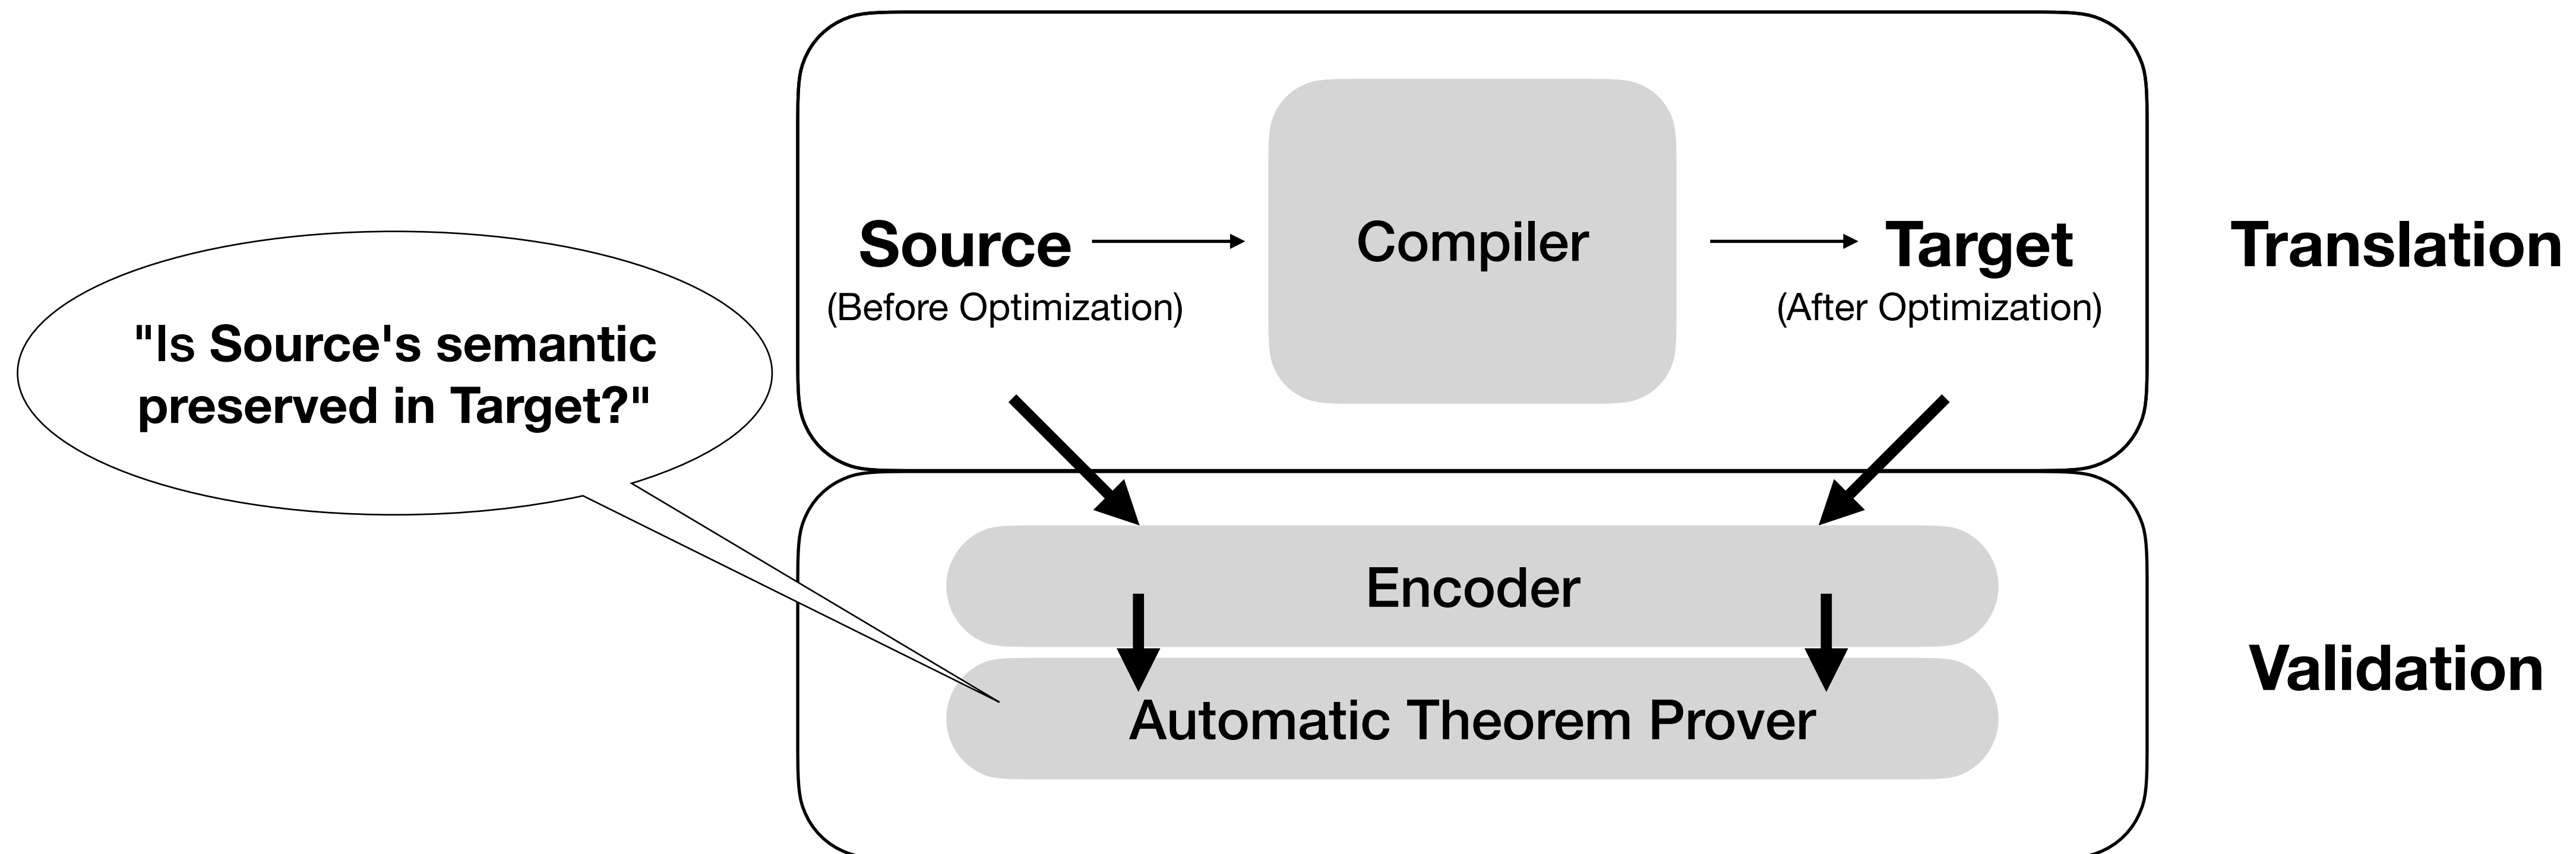 Source
(Before Optimization)
Compiler
Target
(After Optimization)
Translation
"Is Source's semantic
preserved in Target?"
Encoder
Automatic Theorem Prover
Validation